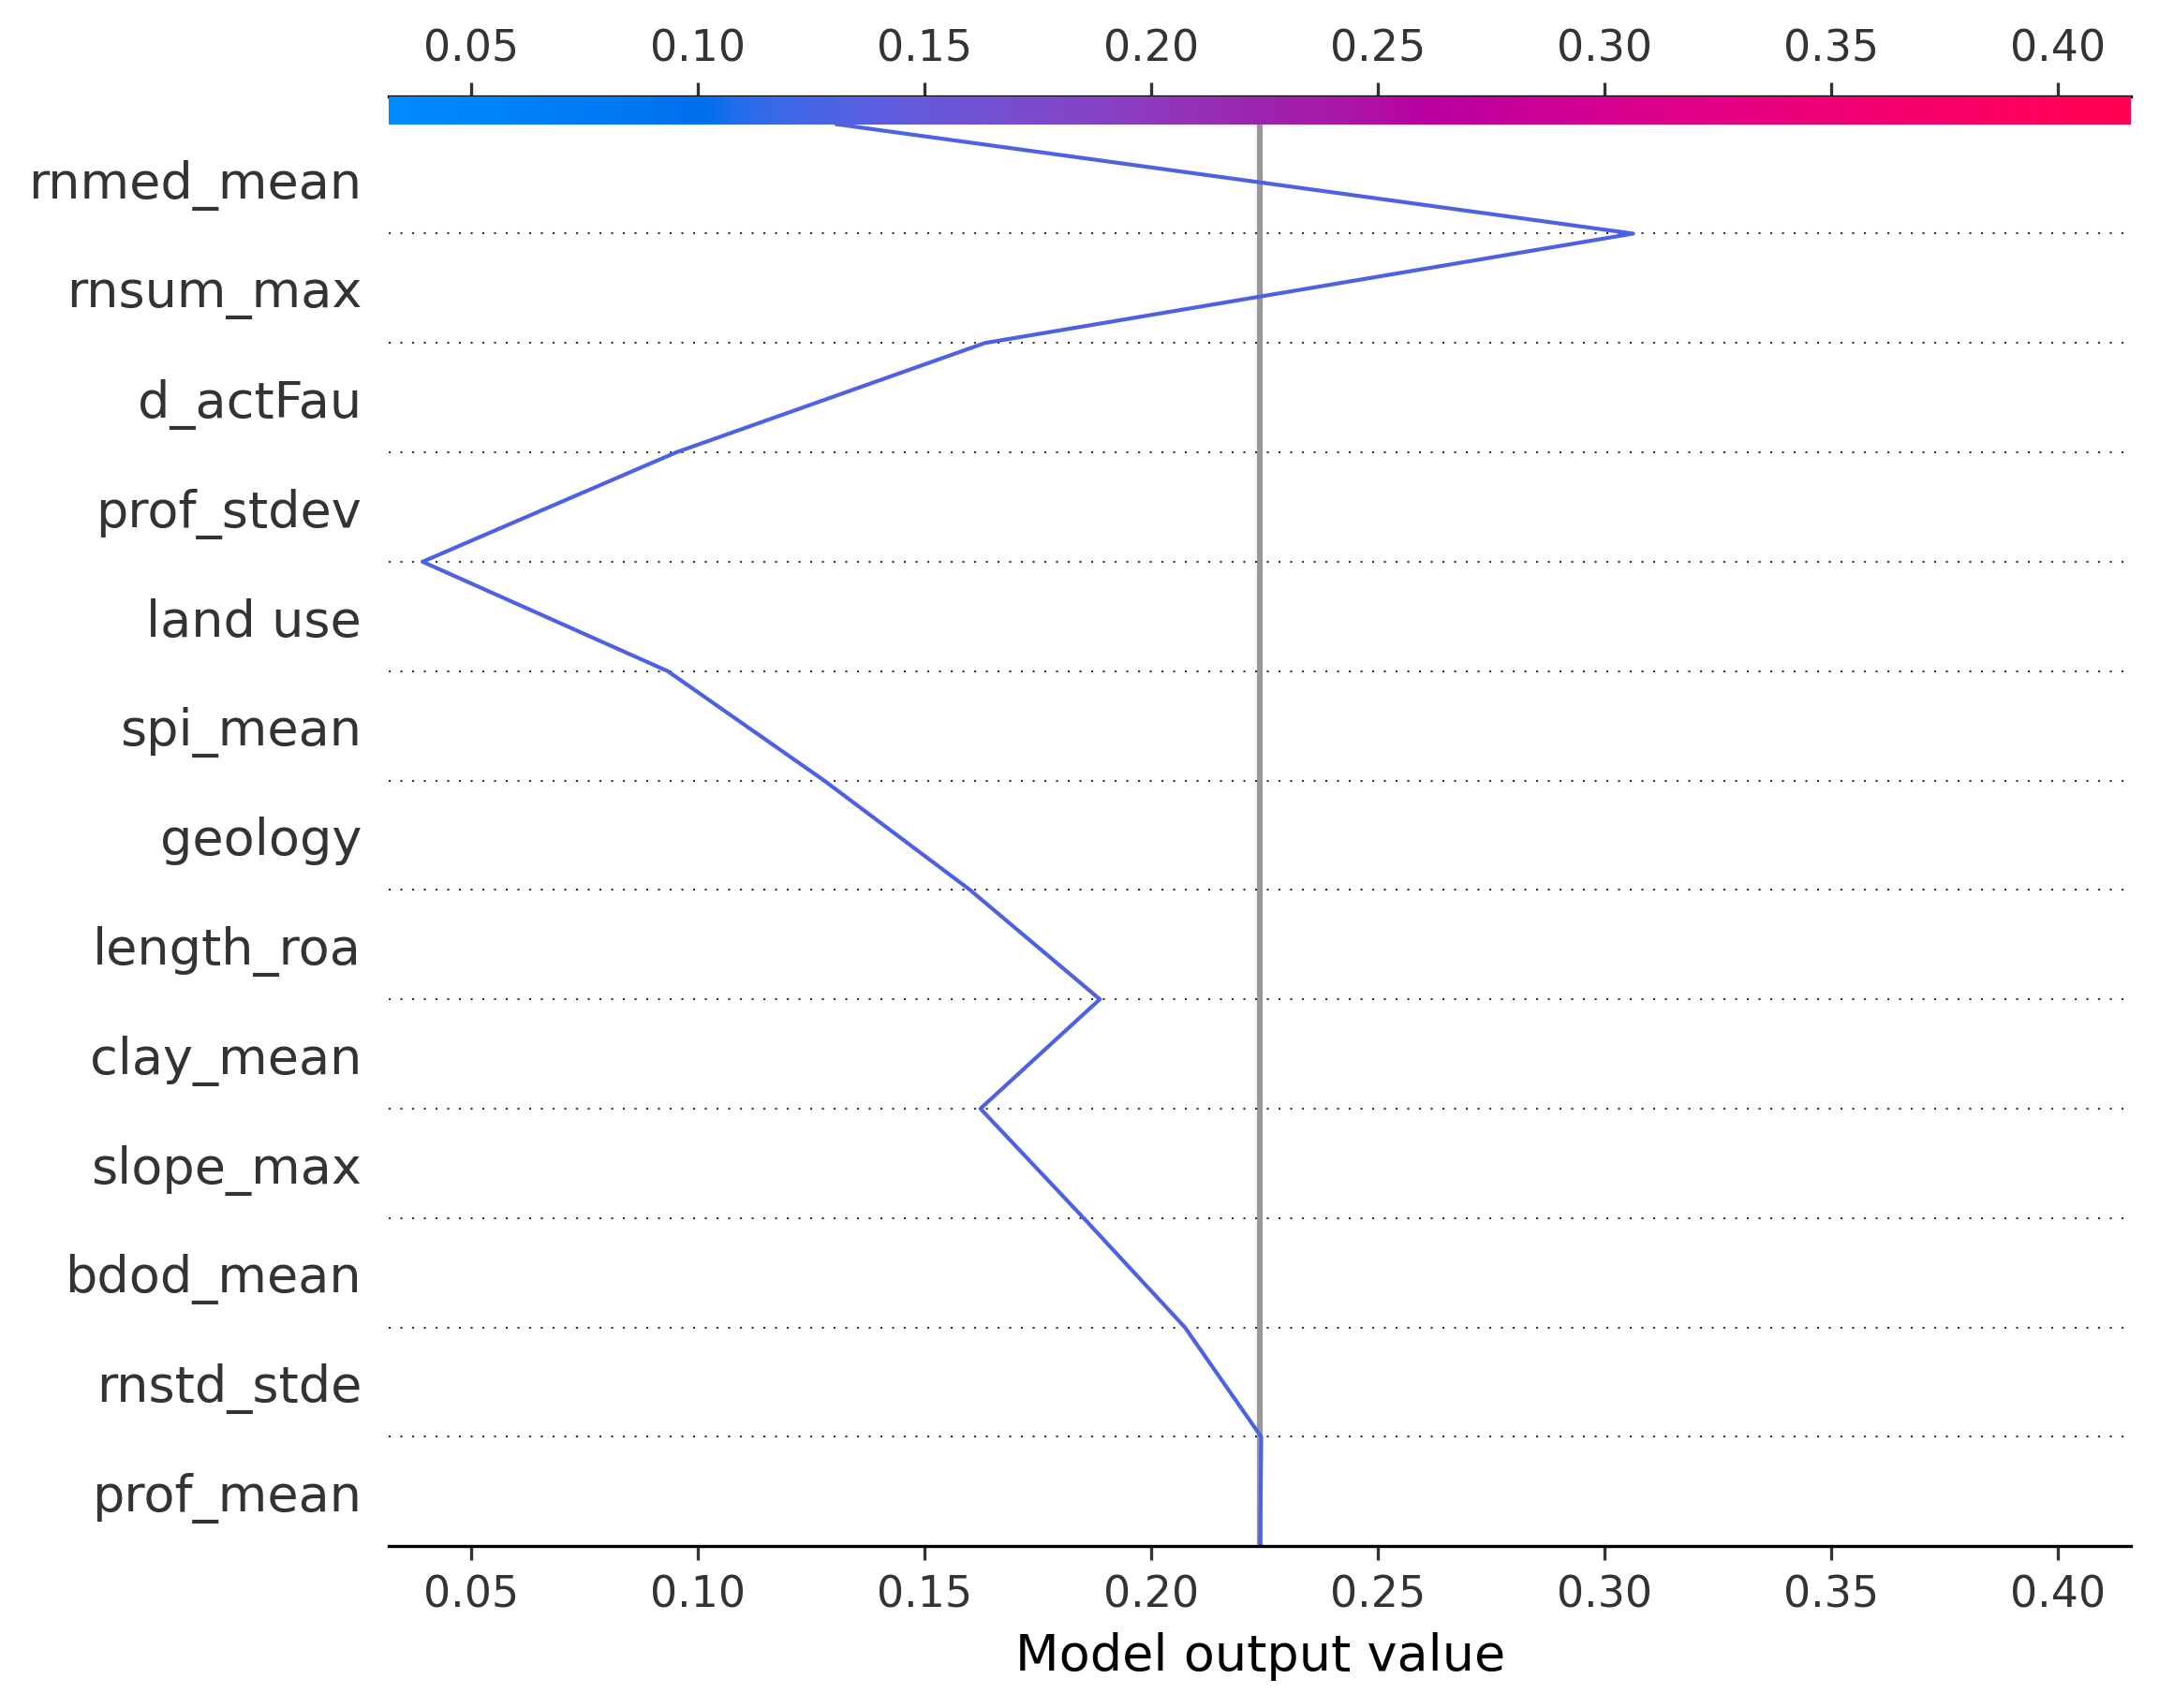 0.05 0.10 0.15 0.20 0.25 0.30 0.35 0.40
rnmed_mean
rnsum_max
d_actFau
prof_stdev
land use
spi_mean
geology
length_roa
clay_mean
slope_max
bdod_mean
rnstd_stde
prof_mean
0.05 0.10 0.15 0.20 0.25 0.30 0.35 0.40
Model output value